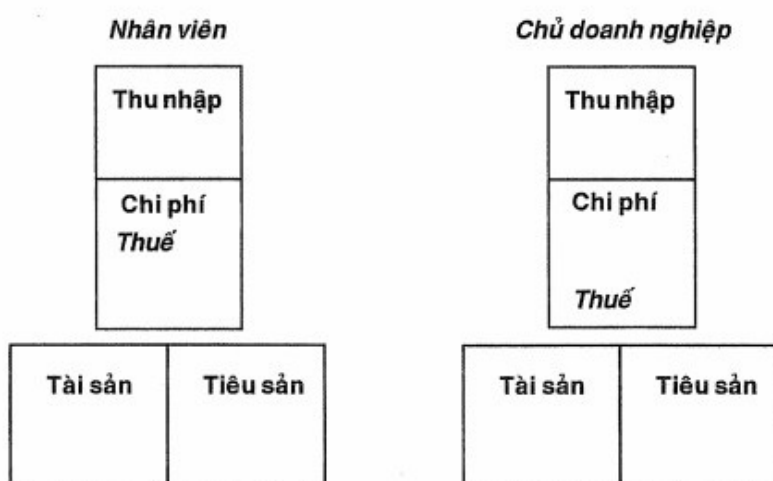 Nhân viên
Thu nhập
Chi phí
Thuế
Tài sản
Tiêu sản
Chủ doanh nghiệp
Thu nhập
Chi phí
Thuế
Tài sản
Tiêu sản